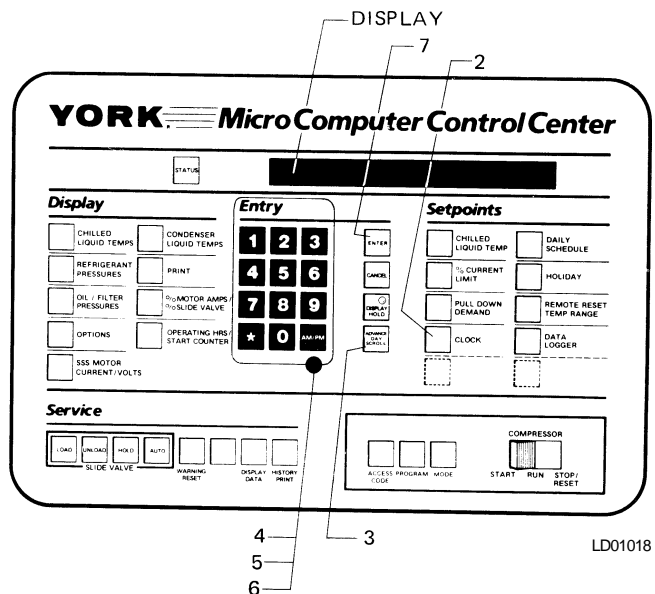 DISPLAY
7
2
YORK. Micro Computer Control Center
STATUS
Display
CHILLED
LIQUID TEMPS
CONDENSER
LIQUID TEMPS
REFRIGERANT
PRESSURES
PRINT
OIL / FILTER
PRESSURES
% MOTOR AMPS/
% SLIDE VALVE
OPTIONS
OPERATING HRS/
START COUNTER
SSS MOTOR
CURRENT/VOLTS
Entry
1 2 3
4 5 6
7 8 9
* 0 AM/PM
ENTER
CANCEL
DISPLAY
HOLD
ADVANCE
DAY
SCROLL
Setpoints
CHILLED
LIQUID TEMP
DAILY
SCHEDULE
% CURRENT
LIMIT
HOLIDAY
PULL DOWN
DEMAND
REMOTE RESET
TEMP RANGE
CLOCK
DATA
LOGGER
Service
LOAD UNLOAD HOLD AUTO
SLIDE VALVE
WARNING
RESET
DISPLAY
DATA
HISTORY
PRINT
ACCESS
CODE
PROGRAM
MODE
COMPRESSOR
START RUN STOP/
RESET
4
5
6
3
LD01018